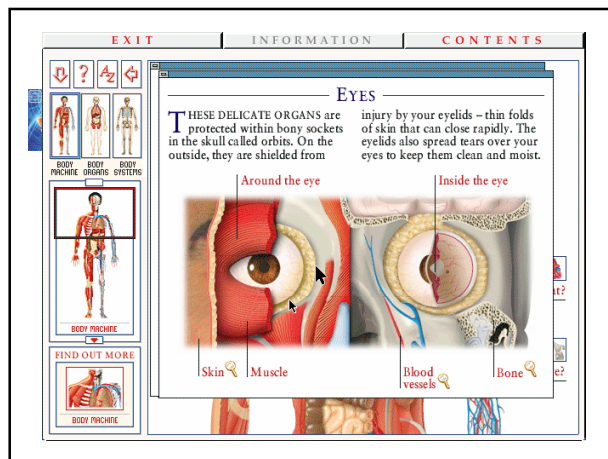 EXIT
INFORMATION
CONTENTS
?
AZ
BODY
MACHINE
BODY
ORGANS
BODY
SYSTEMS
BODY MACHINE
FIND OUT MORE
BODY MACHINE
EYES
THESE DELICATE ORGANS are
protected within bony sockets
in the skull called orbits. On the
outside, they are shielded from
injury by your eyelids – thin folds
of skin that can close rapidly. The
eyelids also spread tears over your
eyes to keep them clean and moist.
Around the eye
Inside the eye
Skin
Muscle
Blood
vessels
Bone